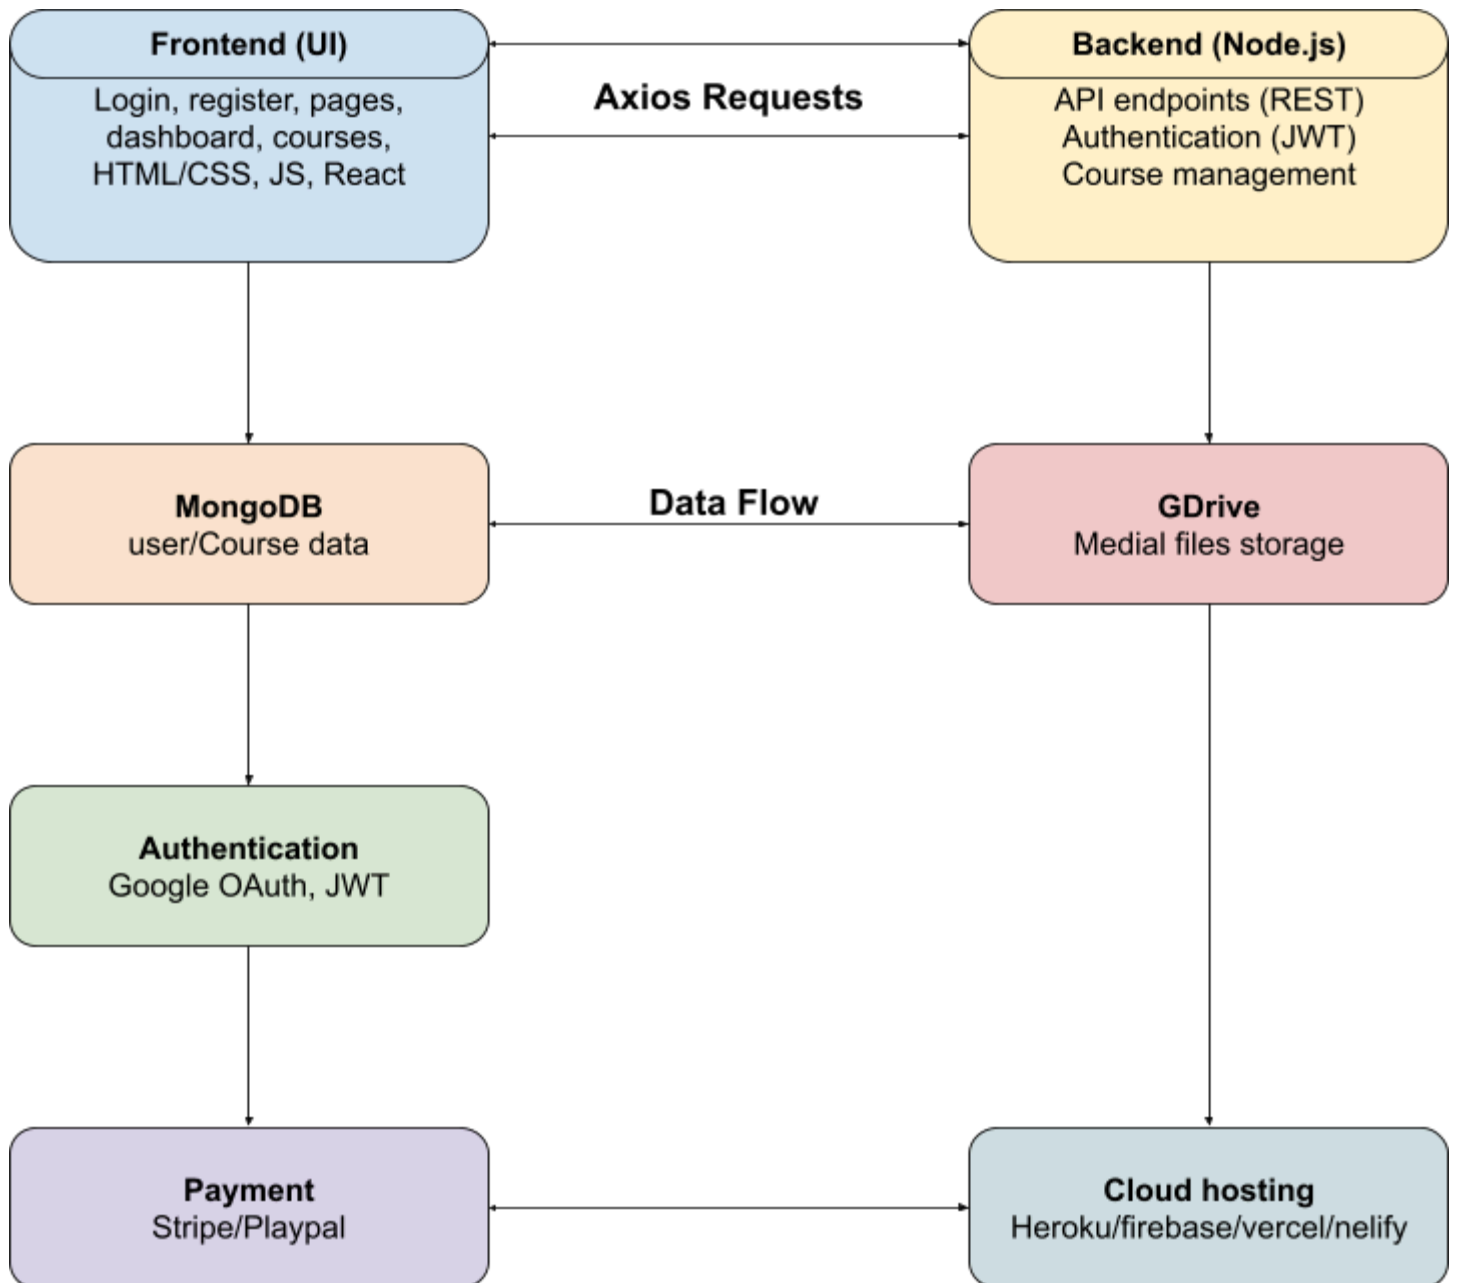 Frontend (UI)
Login, register, pages,
dashboard, courses,
HTML/CSS, JS, React
Axios Requests
Backend (Node.js)
API endpoints (REST)
Authentication (JWT)
Course management
MongoDB
user/Course data
Data Flow
GDrive
Medial files storage
Authentication
Google OAuth, JWT
Payment
Stripe/Playpal
Cloud hosting
Heroku/firebase/vercel/nelify